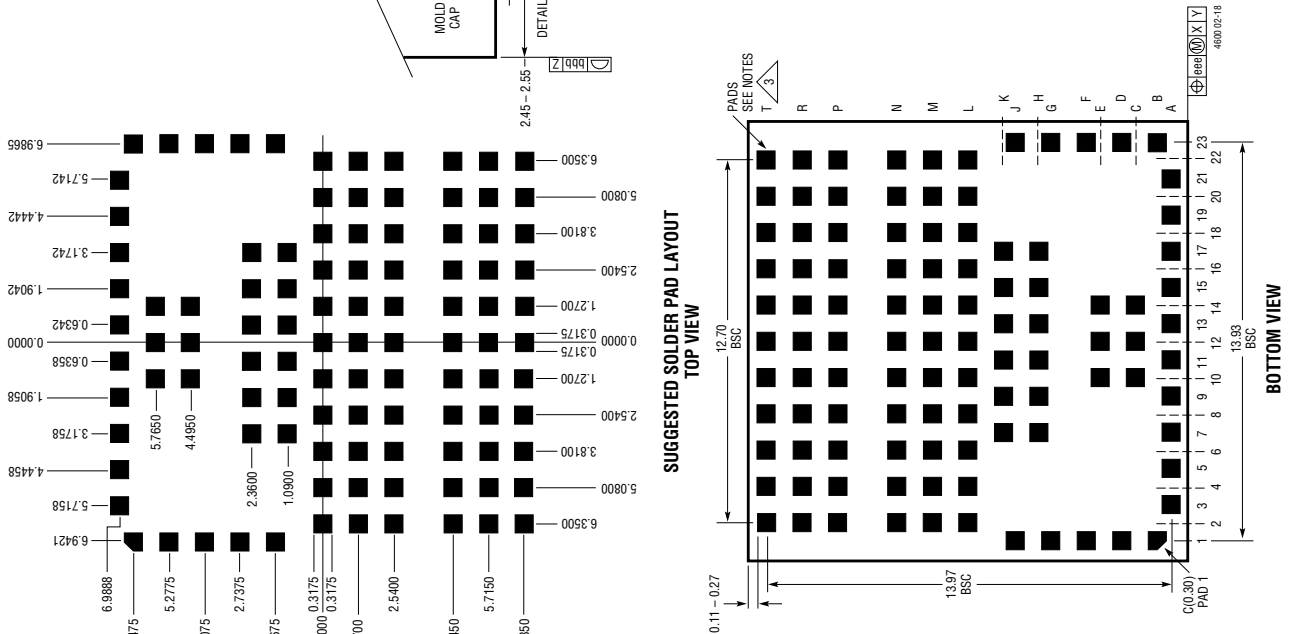 MOLD
CAP
DETAIL
bbb Z
2.45 – 2.55
6.9865
5.7142
4.4442
3.1742
1.9042
0.6342
0.0000
0.6358
1.9058
3.1758
4.4458
5.7158
6.9421
5.7650
4.4950
2.3600
1.0900
6.3500
5.0800
3.8100
2.5400
1.2700
0.3175
0.0000
0.3175
1.2700
2.5400
3.8100
5.0800
6.3500
6.9888
5.2775
2.7375
0.3175
0.3175
2.5400
5.7150
SUGGESTED SOLDER PAD LAYOUT
TOP VIEW
PADS
SEE NOTES
3
T
R
P
N
M
L
K
J
H
G
F
E
D
C
B
A
eee M X Y
4600 02-18
12.70
BSC
23
22
21
20
19
18
17
16
15
14
13
12
11
10
9
8
7
6
5
4
3
2
1
13.93
BSC
0.11 – 0.27
13.97
BSC
C(0.30)
PAD 1
BOTTOM VIEW